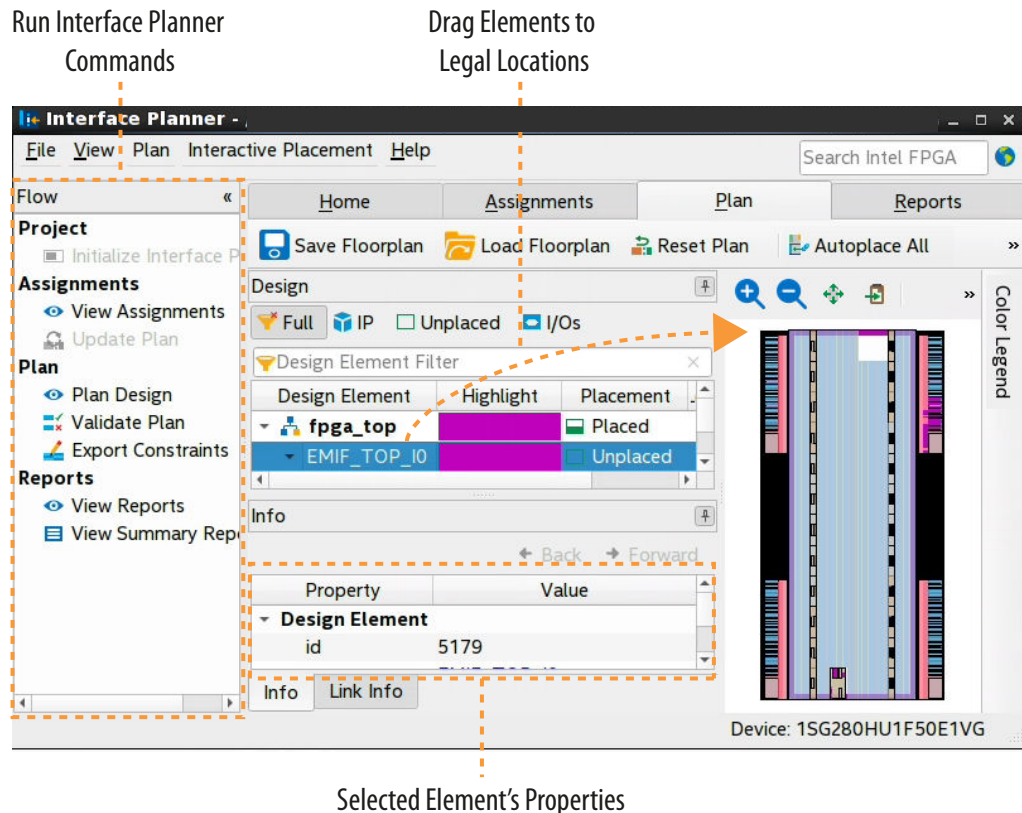 Run Interface Planner
Commands
Drag Elements to
Legal Locations
Interface Planner -
File View Plan Interactive Placement Help
Search Intel FPGA
Flow «
Home Assignments Plan Reports
Project
Initialize Interface P
Save Floorplan Load Floorplan Reset Plan Autoplace All »
Assignments
View Assignments
Update Plan
Plan
Plan Design
Validate Plan
Export Constraints
Reports
View Reports
View Summary Rep
Design
Full IP Unplaced I/Os
Design Element Filter
Design Element Highlight Placement
fpga_top Placed
EMIF_TOP_I0 Unplaced
Info
Back Forward
Property Value
Design Element
id 5179
Info Link Info
»
Color Legend
Device: 1SG280HU1F50E1VG
Selected Element's Properties